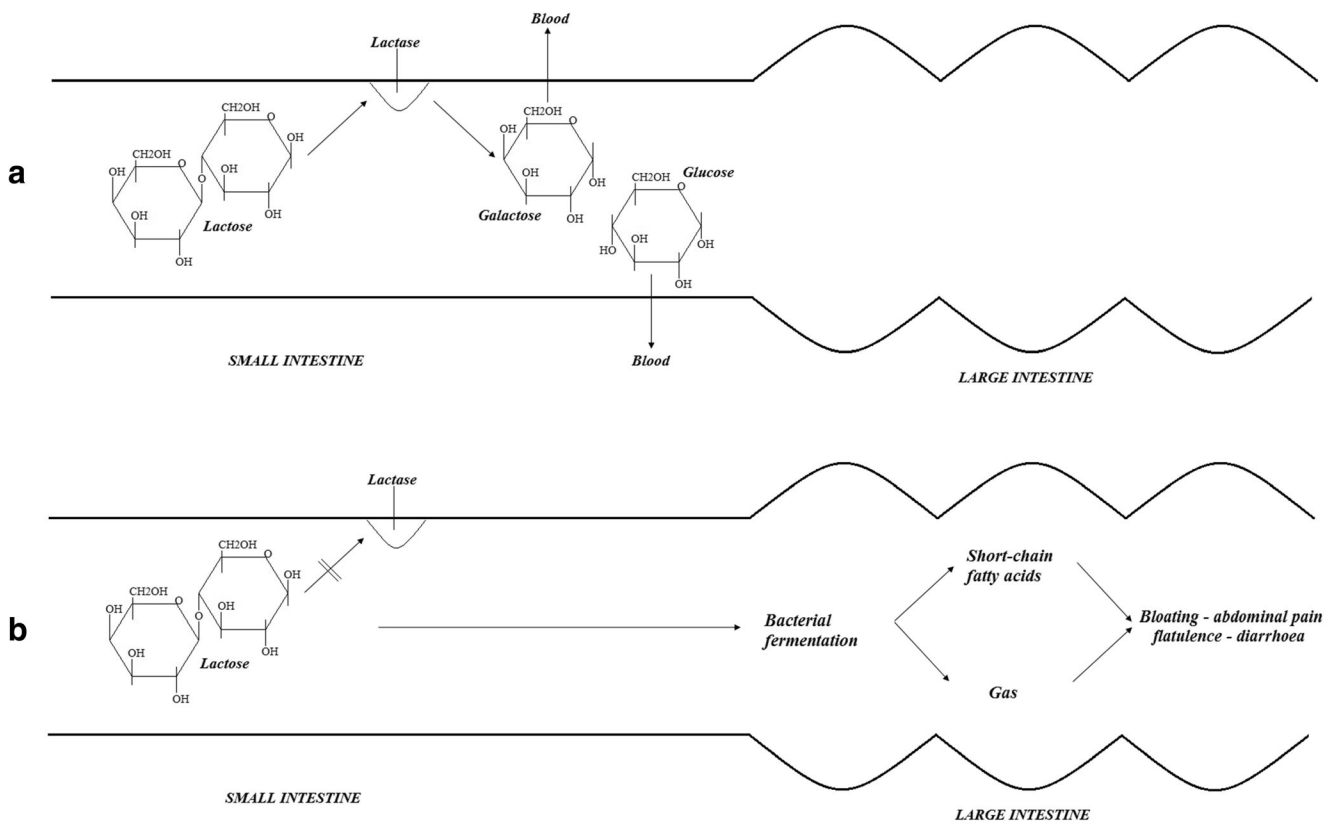 a
Blood
Lactase
CH2OH
O
OH
OH
OH
OH
CH2OH
O
OH
O
OH
OH
Lactose
CH2OH
O
OH
OH
OH
OH
Galactose
Glucose
CH2OH
O
OH
HO
OH
OH
Blood
SMALL INTESTINE
LARGE INTESTINE
b
Lactase
CH2OH
O
OH
OH
OH
CH2OH
O
OH
O
OH
OH
Lactose
Bacterial
fermentation
Short-chain
fatty acids
Gas
Bloating - abdominal pain
flatulence - diarrhoea
SMALL INTESTINE
LARGE INTESTINE